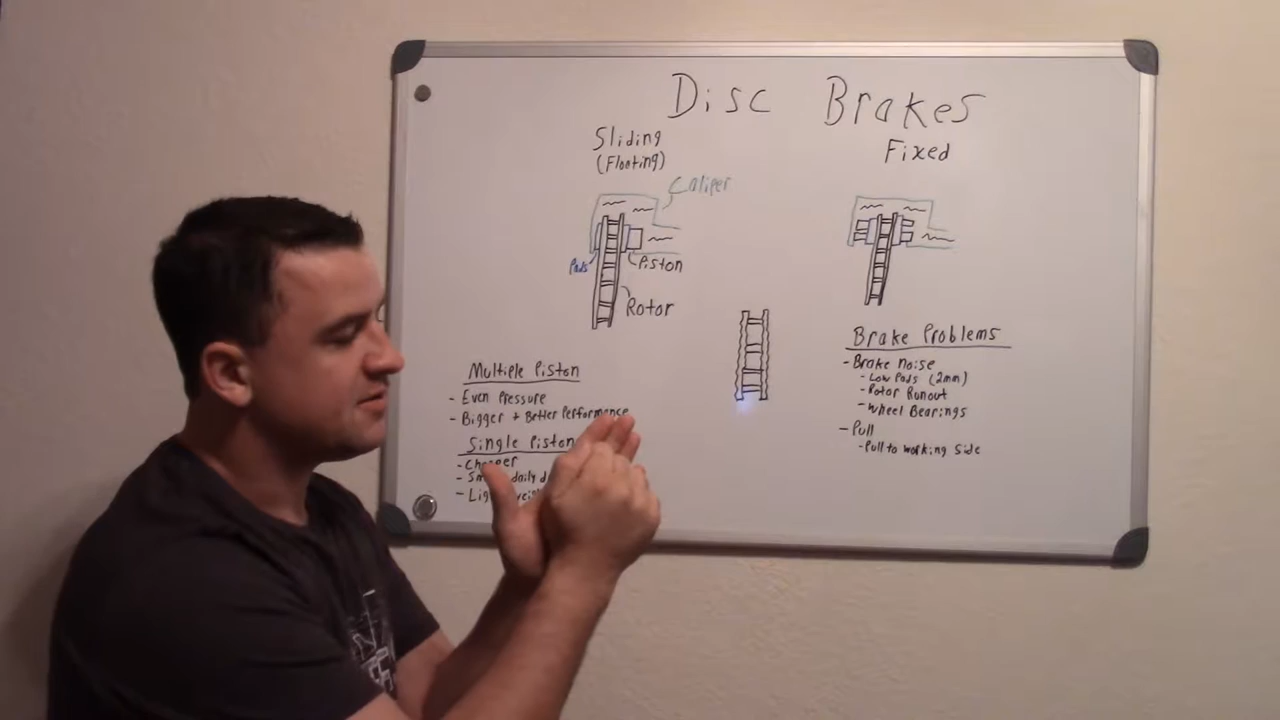 Disc Brakes
Sliding
(Floating)
Caliper
Pads
Piston
Rotor
Fixed
Multiple Piston
- Even Pressure
- Bigger + Better Performance
Single Piston
- Cheaper
- daily
Brake Problems
- Brake Noise
- Low Pads (2mm)
- Rotor Runout
- Wheel Bearings
- Pull
- Pull to working side